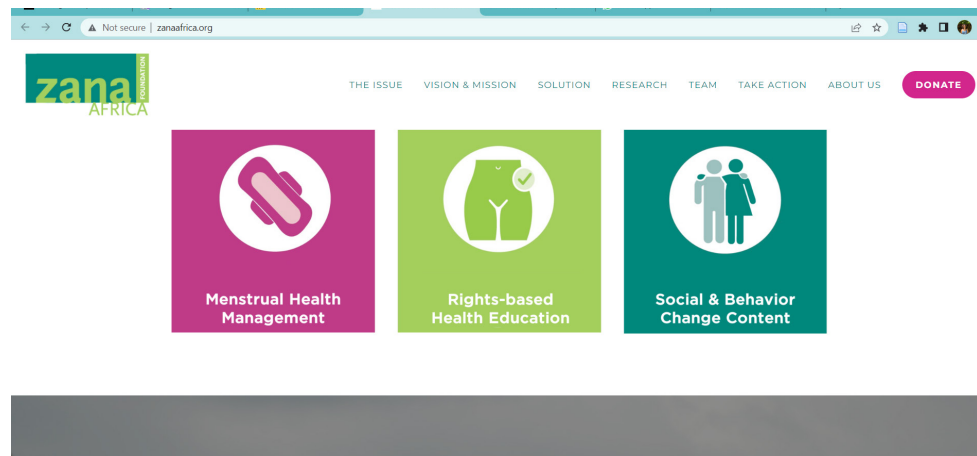 Not secure | zanaafrica.org
zana
FOUNDATION
AFRICA
THE ISSUE VISION & MISSION SOLUTION RESEARCH TEAM TAKE ACTION ABOUT US DONATE
Menstrual Health
Management
Rights-based
Health Education
Social & Behavior
Change Content